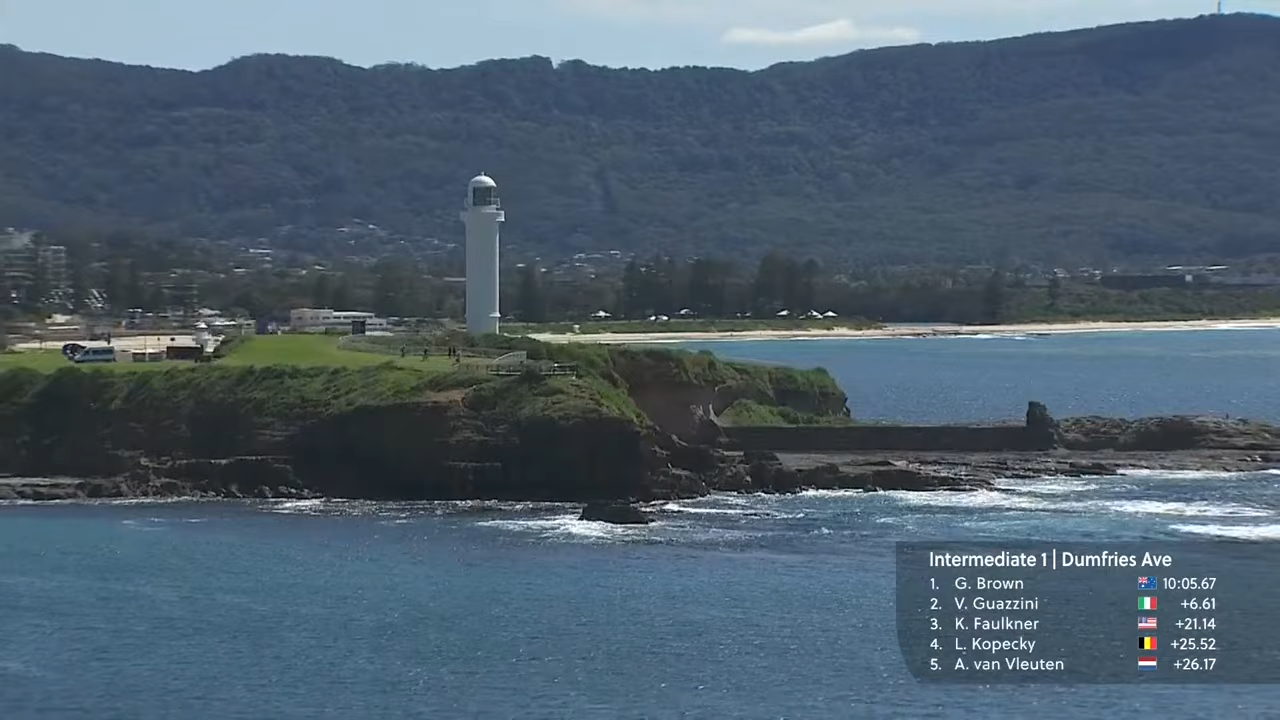 Intermediate 1 | Dumfries Ave
1. G. Brown 10:05.67
2. V. Guazzini +6.61
3. K. Faulkner +21.14
4. L. Kopecky +25.52
5. A. van Vleuten +26.17